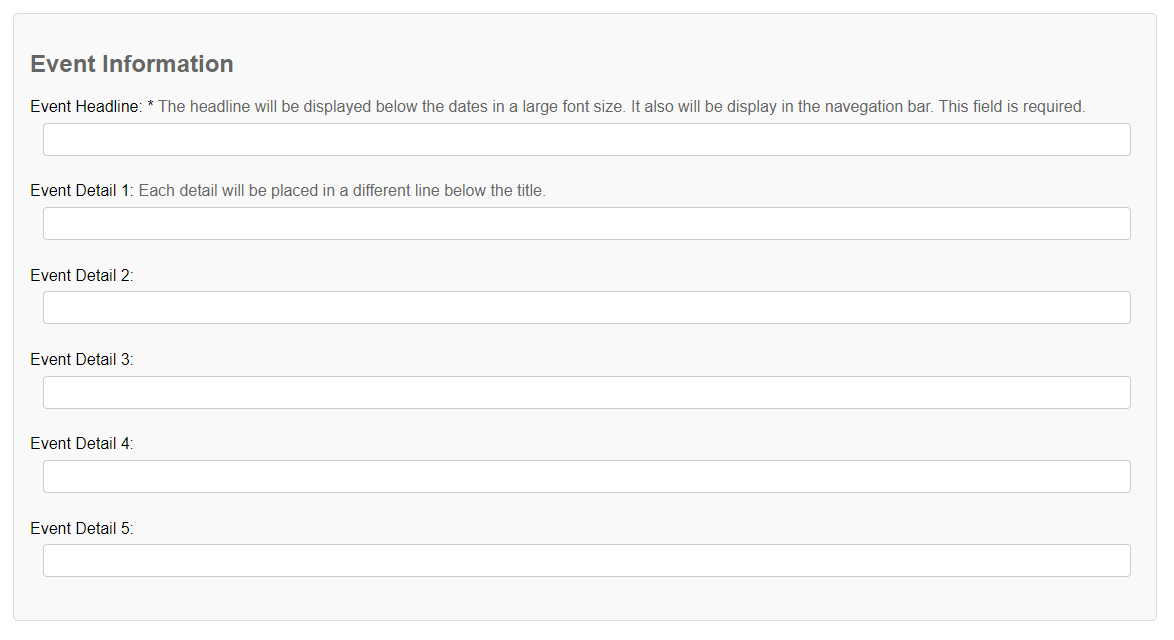 Event Information
Event Headline: * The headline will be displayed below the dates in a large font size. It also will be display in the navegation bar. This field is required.
Event Detail 1: Each detail will be placed in a different line below the title.
Event Detail 2:
Event Detail 3:
Event Detail 4:
Event Detail 5: